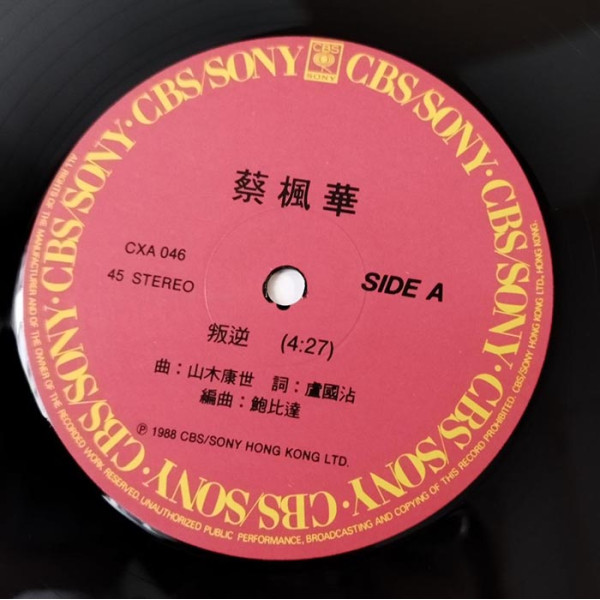 CBS/SONY · CBS/SONY · CBS/SONY · CBS/SONY · CBS/SONY · CBS/SONY · CBS/SONY
CBS
SONY
蔡楓華
CXA 046
45 STEREO
SIDE A
叛逆 (4:27)
曲:山木康世 詞:盧國沾
編曲:鮑比達
Ⓟ 1988 CBS/SONY HONG KONG LTD.
ALL RIGHTS OF THE MANUFACTURER AND OF THE OWNER OF THE RECORDED WORK RESERVED. UNAUTHORIZED PUBLIC PERFORMANCE, BROADCASTING AND COPYING OF THIS RECORD PROHIBITED. CBS/SONY HONG KONG LTD., HONG KONG.